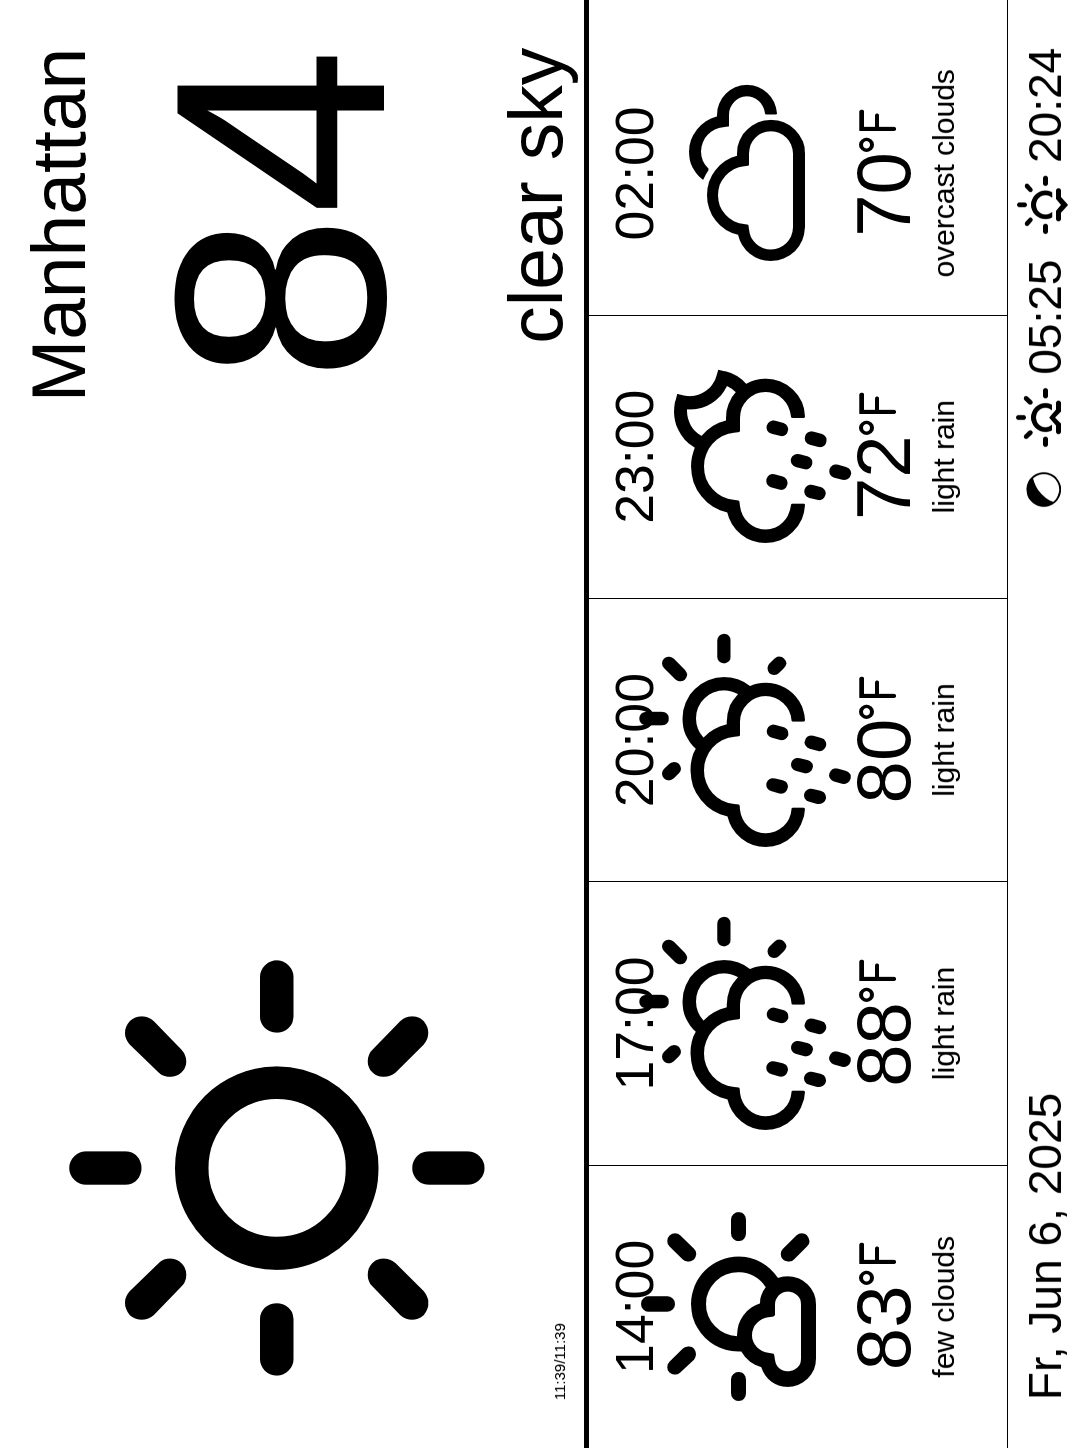 Manhattan
84
clear sky
11:39/11:39
14:00
83°F
few clouds
17:00
88°F
light rain
20:00
80°F
light rain
23:00
72°F
light rain
02:00
70°F
overcast clouds
Fr, Jun 6, 2025
05:25
20:24